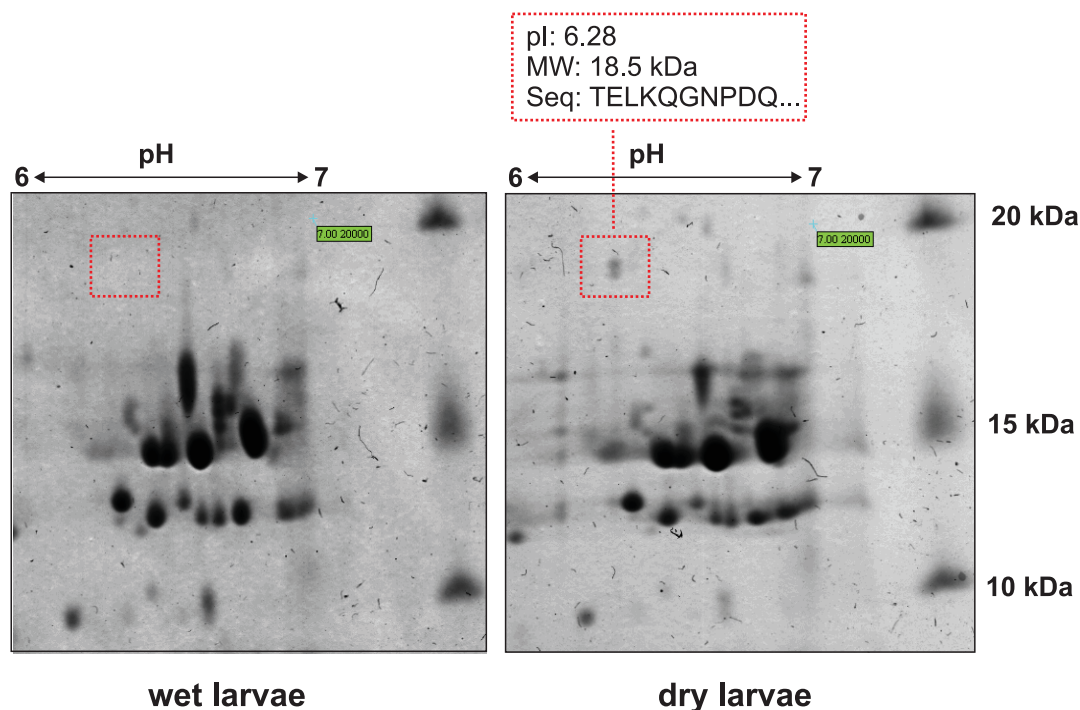 pI: 6.28
MW: 18.5 kDa
Seq: TELKQGNPDQ...
pH
6 7
pH
6 7
7.00 20000
7.00 20000
20 kDa
15 kDa
10 kDa
wet larvae
dry larvae